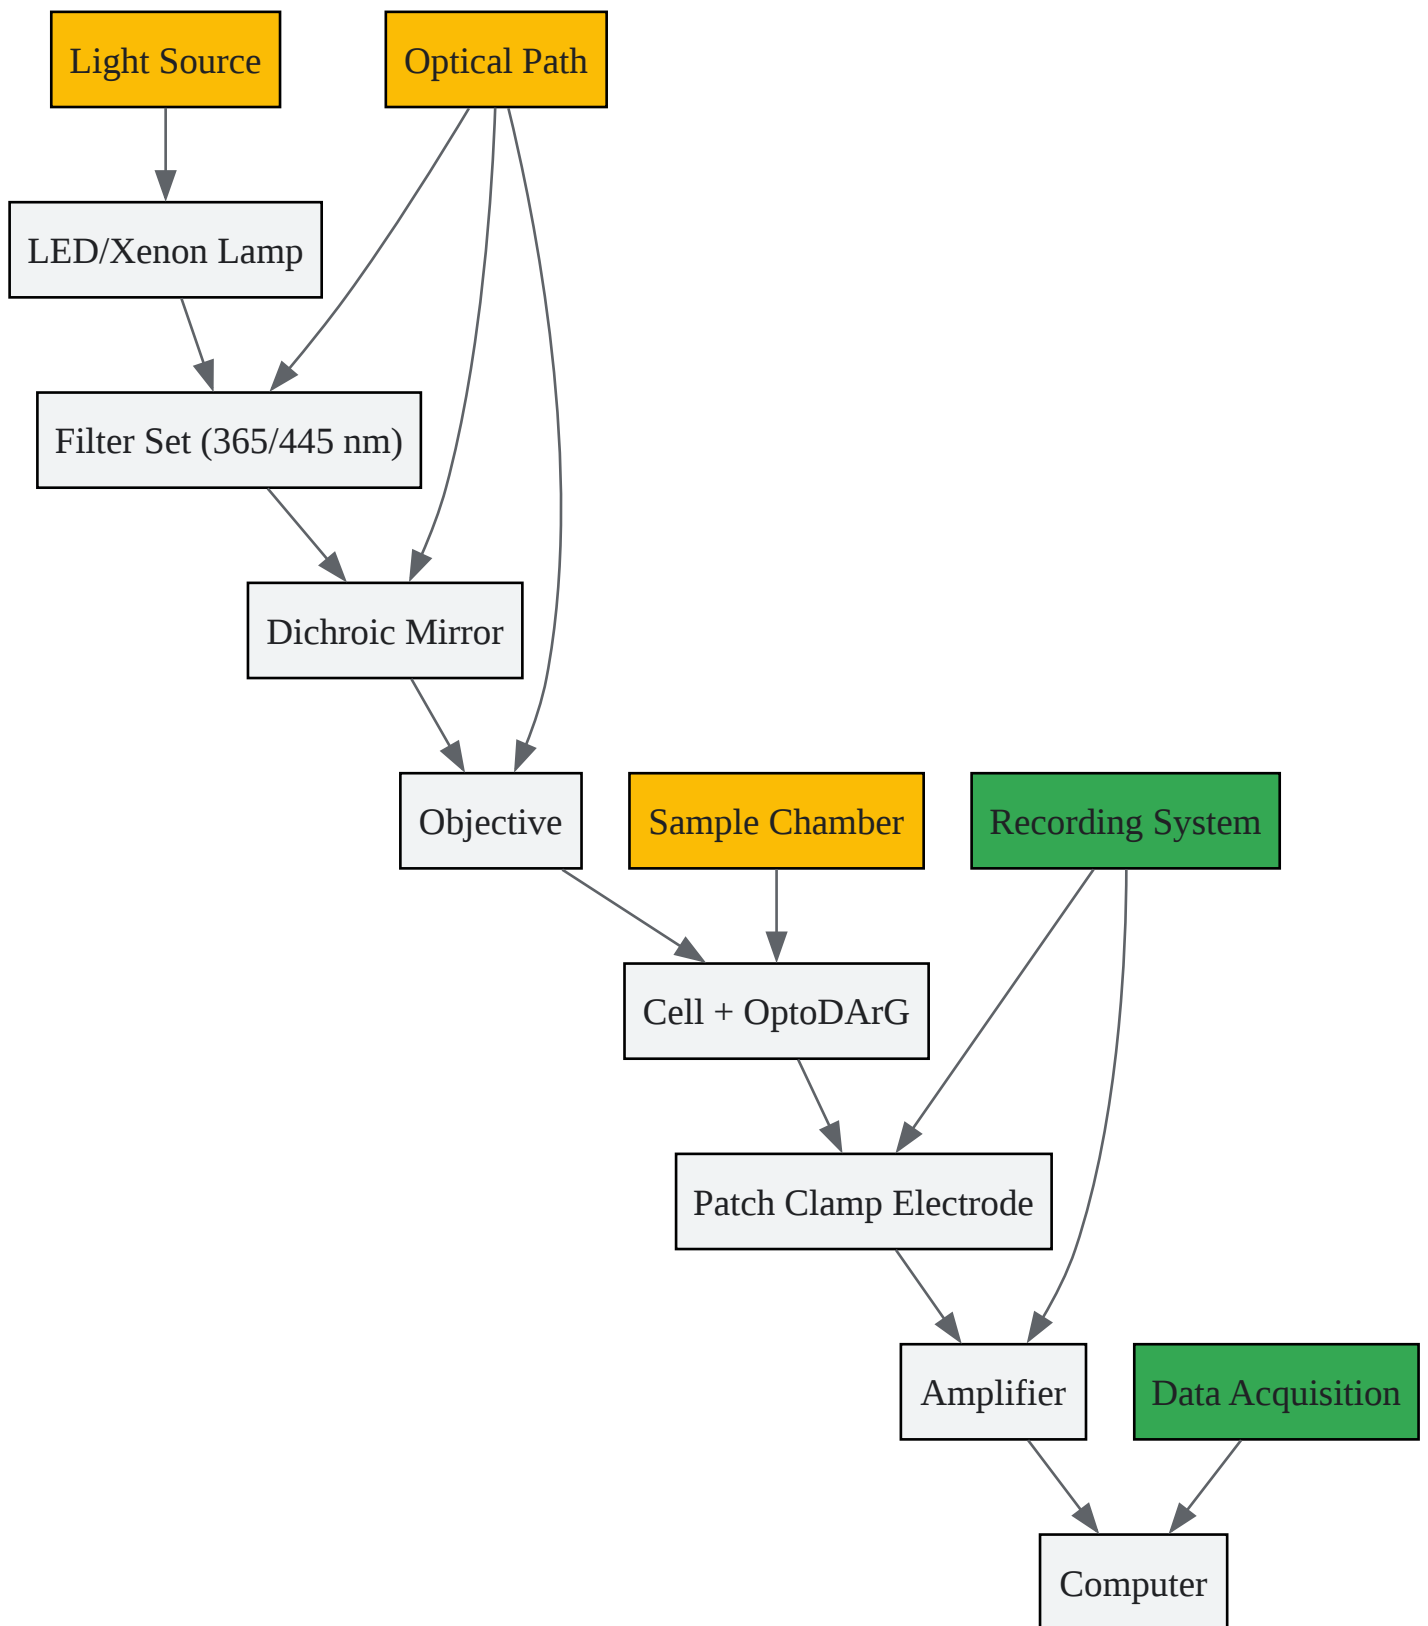 Light Source
Optical Path
LED/Xenon Lamp
Filter Set (365/445 nm)
Dichroic Mirror
Objective
Sample Chamber
Recording System
Cell + OptoDArG
Patch Clamp Electrode
Amplifier
Data Acquisition
Computer